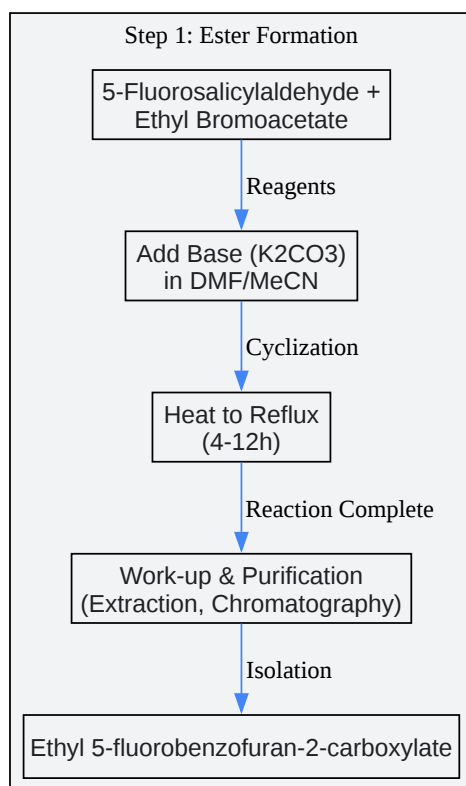 Step 1: Ester Formation
5-Fluorosalicylaldehyde +
Ethyl Bromoacetate
Reagents
Add Base (K2CO3)
in DMF/MeCN
Cyclization
Heat to Reflux
(4-12h)
Reaction Complete
Work-up & Purification
(Extraction, Chromatography)
Isolation
Ethyl 5-fluorobenzofuran-2-carboxylate